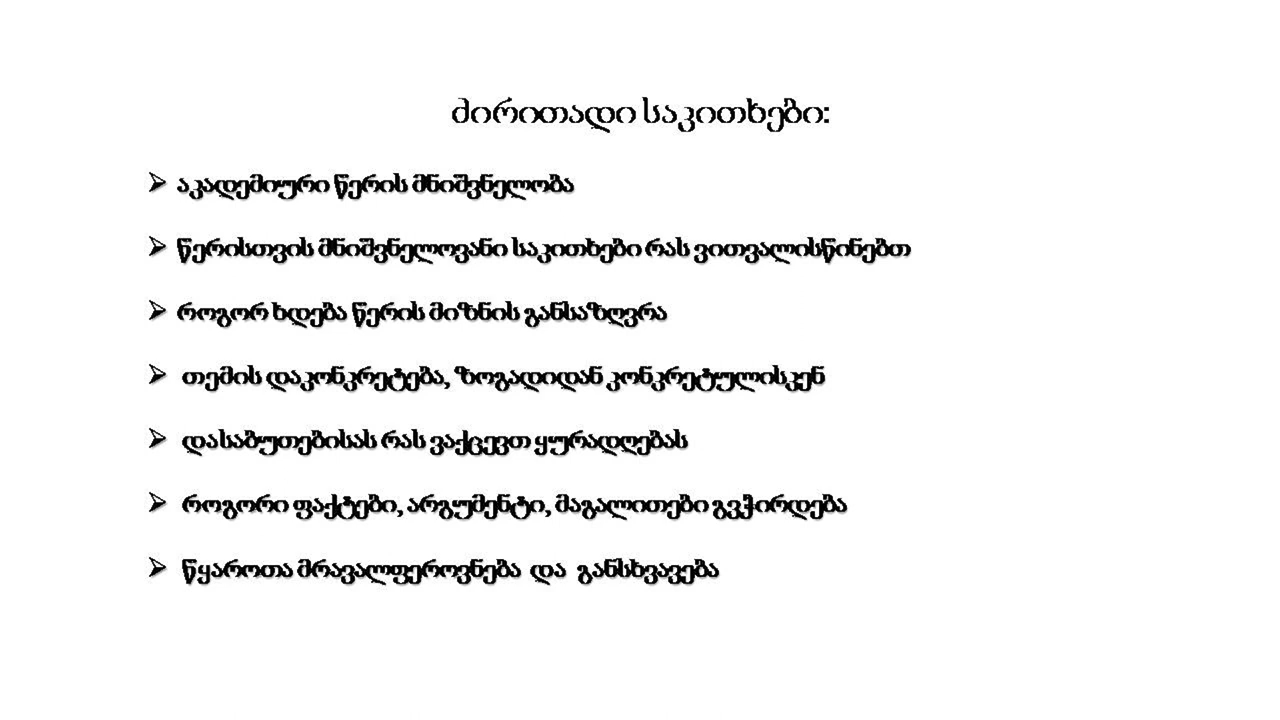 ძირითადი საკითხები:
➢ აკადემიური წერის მნიშვნელობა
➢ წერისთვის მნიშვნელოვანი საკითხები რას ვითვალისწინებთ
➢ როგორ ხდება წერის მიზნის განსაზღვრა
➢ თემის დაკონკრეტება, ზოგადიდან კონკრეტულისკენ
➢ დასაბუთებისას რას ვაქცევთ ყურადღებას
➢ როგორი ფაქტები, არგუმენტი, მაგალითები გვჭირდება
➢ წყაროთა მრავალფეროვნება და განსხვავება